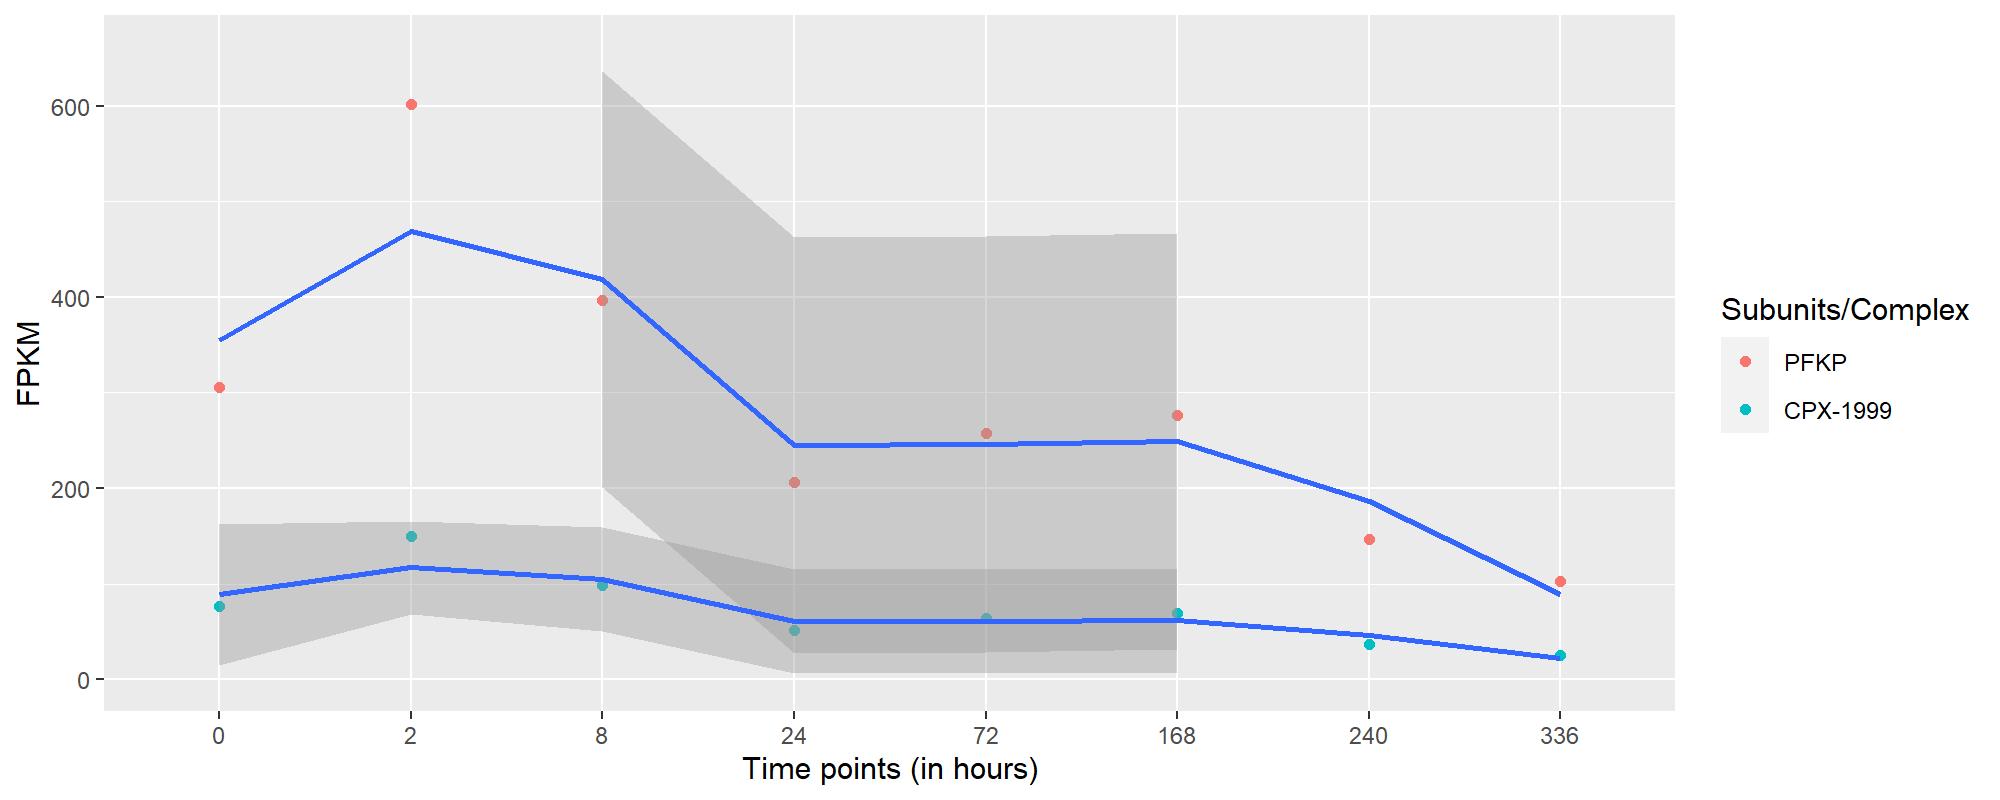 600
400
200
0
FPKM
0 2 8 24 72 168 240 336
Time points (in hours)
Subunits/Complex
PFKP
CPX-1999